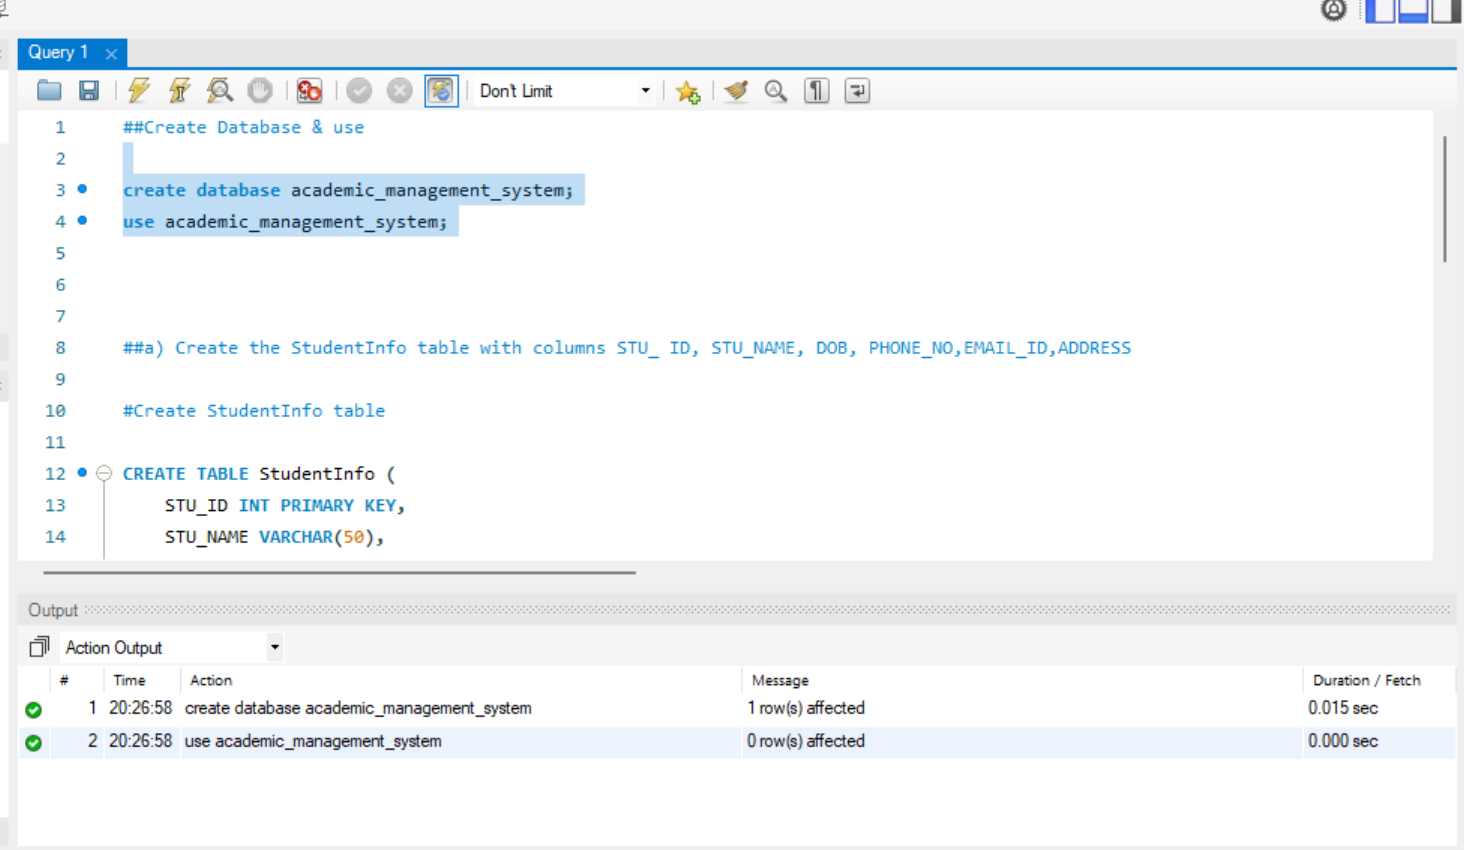 Query 1
Don't Limit
1 ##Create Database & use
2
3 create database academic_management_system;
4 use academic_management_system;
5
6
7
8 ##a) Create the StudentInfo table with columns STU_ ID, STU_NAME, DOB, PHONE_NO,EMAIL_ID,ADDRESS
9
10 #Create StudentInfo table
11
12 CREATE TABLE StudentInfo (
13 STU_ID INT PRIMARY KEY,
14 STU_NAME VARCHAR(50),
Output
Action Output
# Time Action Message Duration / Fetch
1 20:26:58 create database academic_management_system 1 row(s) affected 0.015 sec
2 20:26:58 use academic_management_system 0 row(s) affected 0.000 sec